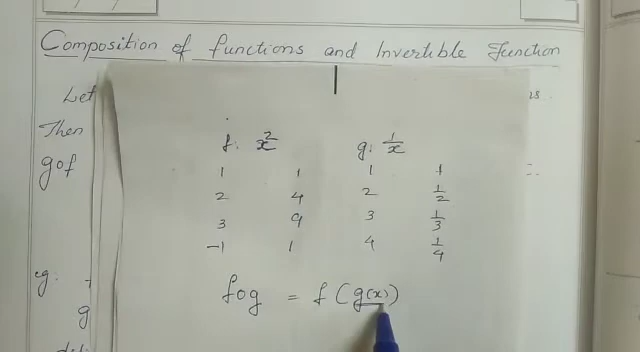 Composition of functions and Invertible Function
Let
Then
gof
f: x² g: 1/x
1 1 1 1
2 4 2 1/2
3 9 3 1/3
-1 1 4 1/4
eg:
fog = f(g(x))
g